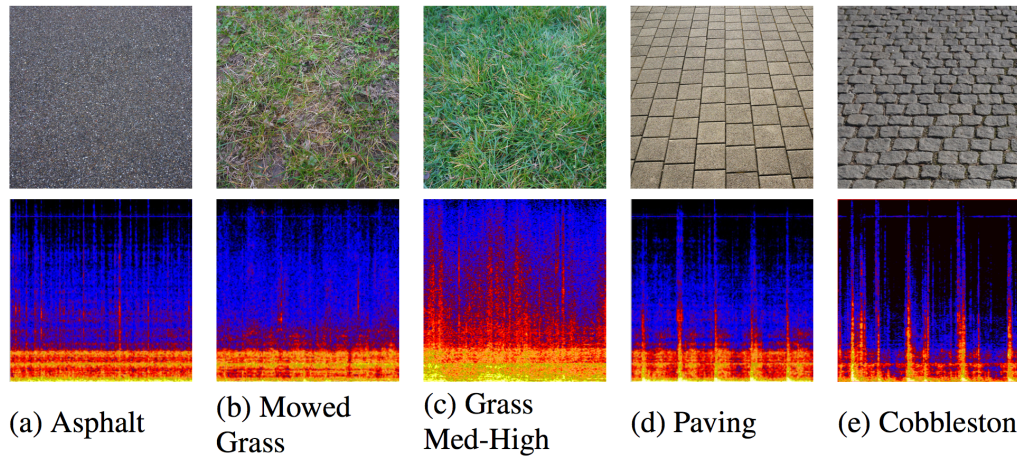 (a) Asphalt
(b) Mowed
Grass
(c) Grass
Med-High
(d) Paving
(e) Cobbleston